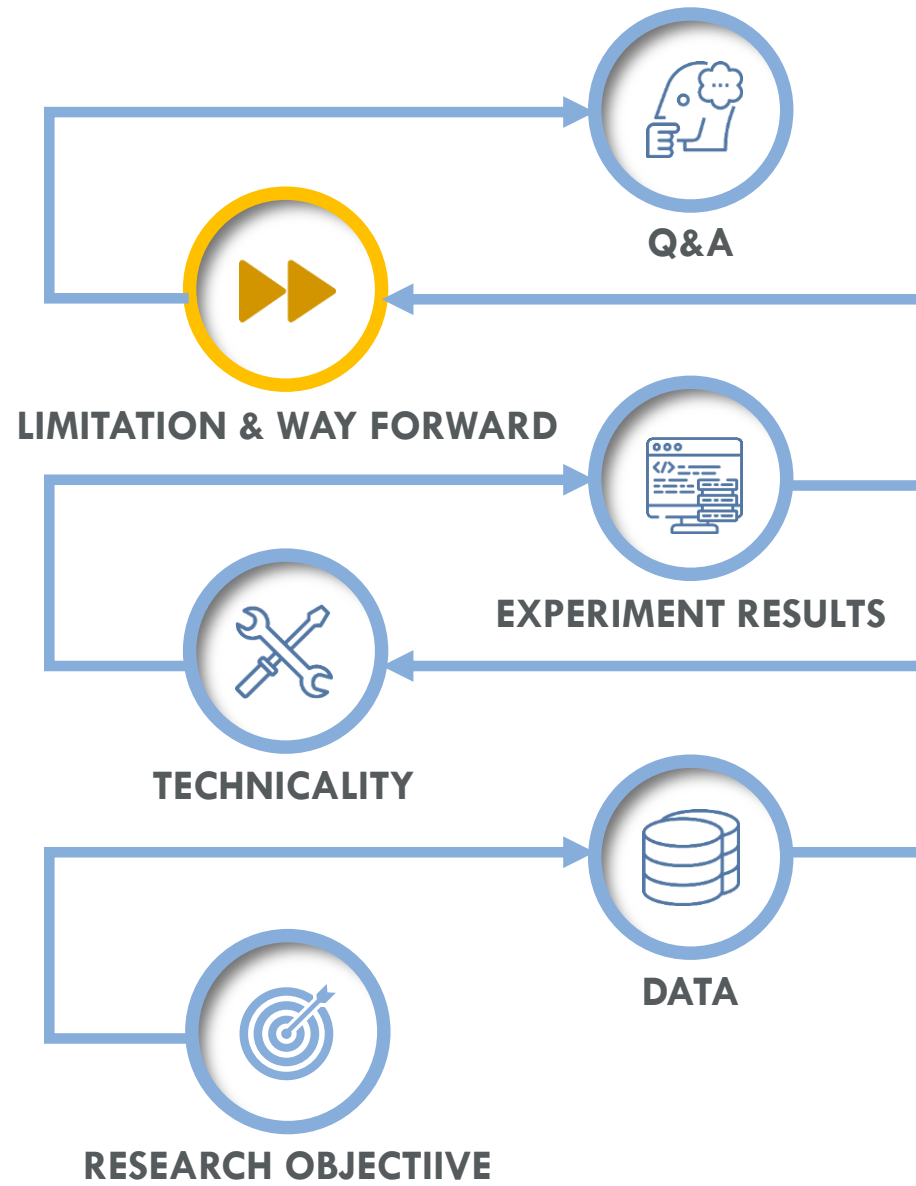 Q&A
LIMITATION & WAY FORWARD
EXPERIMENT RESULTS
TECHNICALITY
DATA
RESEARCH OBJECTIIVE